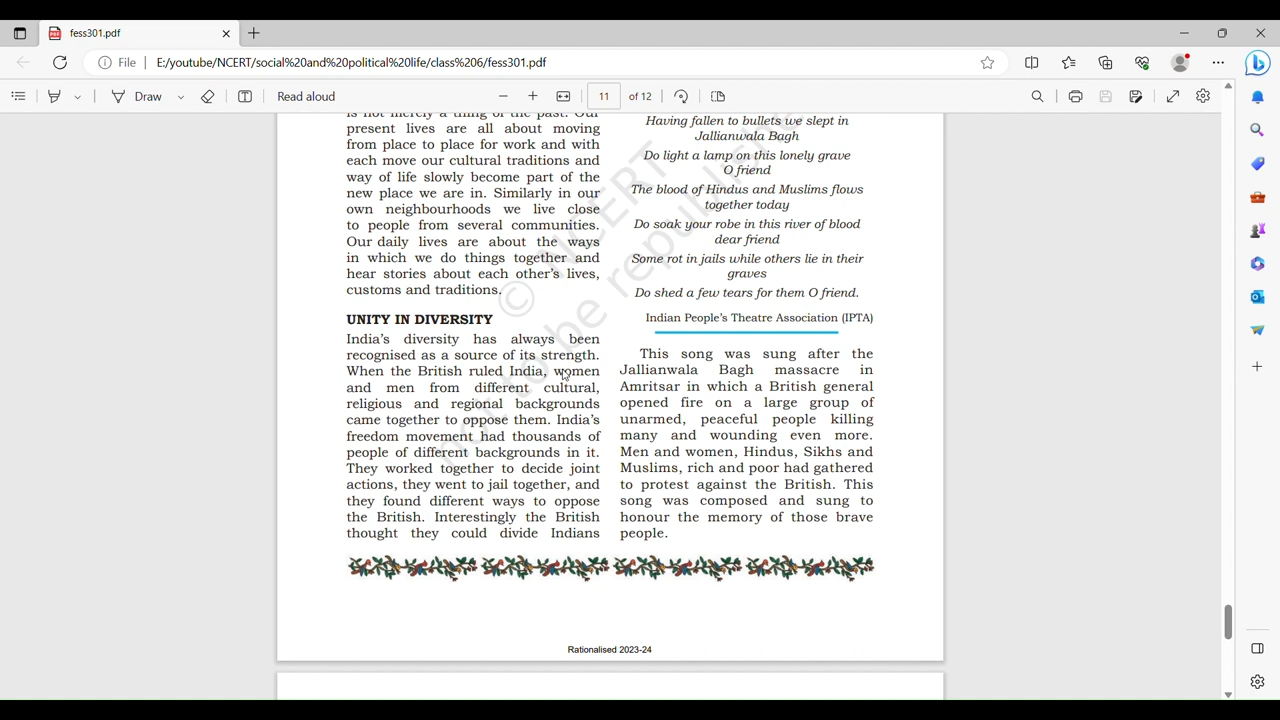 fess301.pdf
File
E:/youtube/NCERT/social%20and%20political%20life/class%206/fess301.pdf
Draw
Read aloud
11 of 12
is not merely a thing of the past. Our
present lives are all about moving
from place to place for work and with
each move our cultural traditions and
way of life slowly become part of the
new place we are in. Similarly in our
own neighbourhoods we live close
to people from several communities.
Our daily lives are about the ways
in which we do things together and
hear stories about each other's lives,
customs and traditions.
UNITY IN DIVERSITY
India's diversity has always been
recognised as a source of its strength.
When the British ruled India, women
and men from different cultural,
religious and regional backgrounds
came together to oppose them. India's
freedom movement had thousands of
people of different backgrounds in it.
They worked together to decide joint
actions, they went to jail together, and
they found different ways to oppose
the British. Interestingly the British
thought they could divide Indians
Having fallen to bullets we slept in
Jallianwala Bagh
Do light a lamp on this lonely grave
O friend
The blood of Hindus and Muslims flows
together today
Do soak your robe in this river of blood
dear friend
Some rot in jails while others lie in their
graves
Do shed a few tears for them O friend.
Indian People's Theatre Association (IPTA)
This song was sung after the
Jallianwala Bagh massacre in
Amritsar in which a British general
opened fire on a large group of
unarmed, peaceful people killing
many and wounding even more.
Men and women, Hindus, Sikhs and
Muslims, rich and poor had gathered
to protest against the British. This
song was composed and sung to
honour the memory of those brave
people.
© NCERT
not to be republished
Rationalised 2023-24